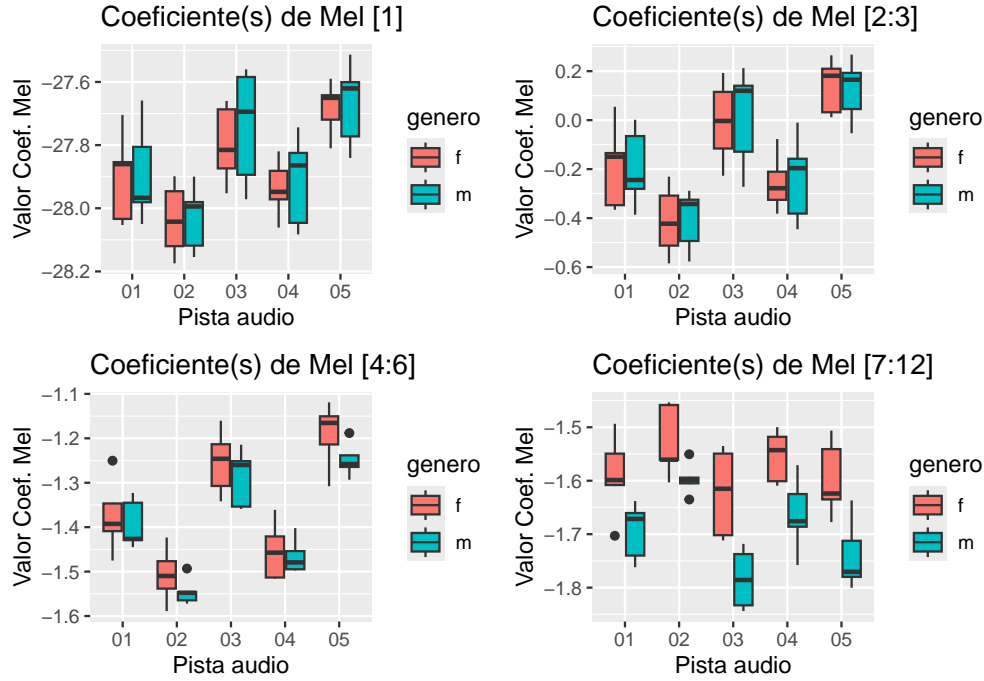 Coeficiente(s) de Mel [1]
Valor Coef. Mel
−27.6
−27.8
−28.0
−28.2
01 02 03 04 05
Pista audio
genero
f
m
Coeficiente(s) de Mel [2:3]
Valor Coef. Mel
0.2
0.0
−0.2
−0.4
−0.6
01 02 03 04 05
Pista audio
genero
f
m
Coeficiente(s) de Mel [4:6]
Valor Coef. Mel
−1.1
−1.2
−1.3
−1.4
−1.5
−1.6
01 02 03 04 05
Pista audio
genero
f
m
Coeficiente(s) de Mel [7:12]
Valor Coef. Mel
−1.5
−1.6
−1.7
−1.8
01 02 03 04 05
Pista audio
genero
f
m